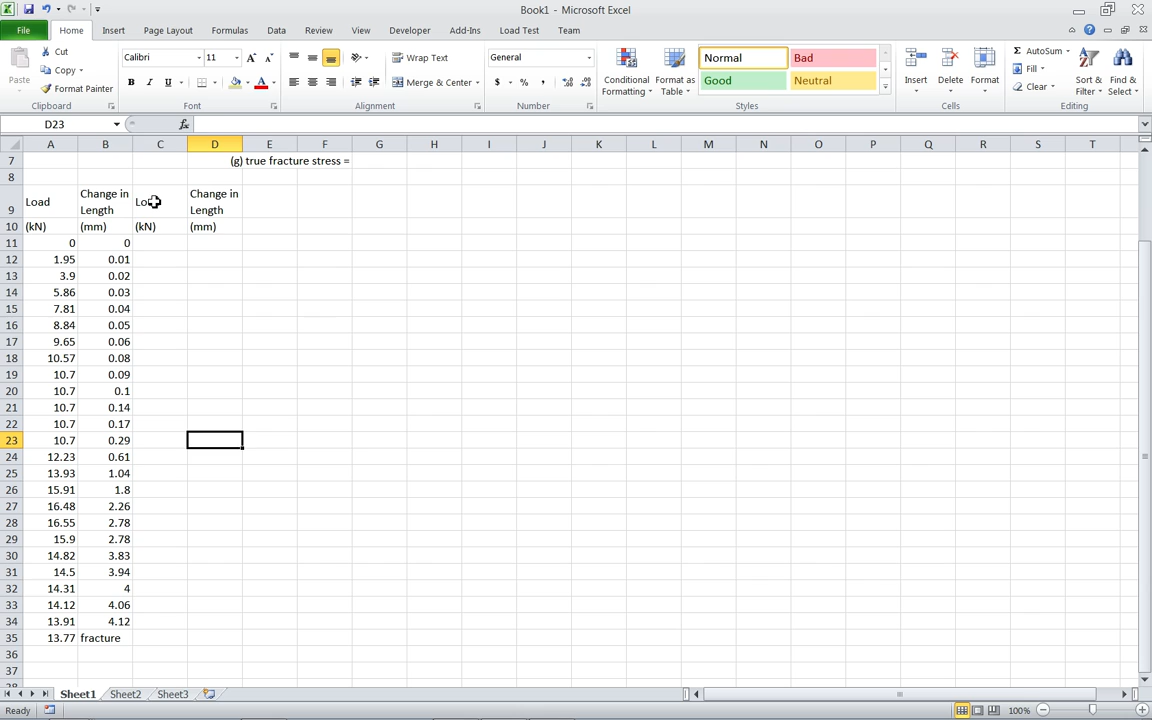 Book1 - Microsoft Excel
File Home Insert Page Layout Formulas Data Review View Developer Add-Ins Load Test Team
Paste Cut Copy Format Painter Clipboard
Calibri 11 B I U A Font
Wrap Text Merge & Center Alignment
General $ % , Number
Conditional Formatting Format as Table Normal Bad Good Neutral Styles
Insert Delete Format Cells
Σ AutoSum Fill Clear Sort & Filter Find & Select Editing
D23 fx
A B C D E F G H I J K L M N O P Q R S T
7 (g) true fracture stress =
8
9 Load Change in Length Change in Length
10 (kN) (mm) (kN) (mm)
11 0 0
12 1.95 0.01
13 3.9 0.02
14 5.86 0.03
15 7.81 0.04
16 8.84 0.05
17 9.65 0.06
18 10.57 0.08
19 10.7 0.09
20 10.7 0.1
21 10.7 0.14
22 10.7 0.17
23 10.7 0.29
24 12.23 0.61
25 13.93 1.04
26 15.91 1.8
27 16.48 2.26
28 16.55 2.78
29 15.9 2.78
30 14.82 3.83
31 14.5 3.94
32 14.31 4
33 14.12 4.06
34 13.91 4.12
35 13.77 fracture
36
37
Sheet1 Sheet2 Sheet3
Ready 100%